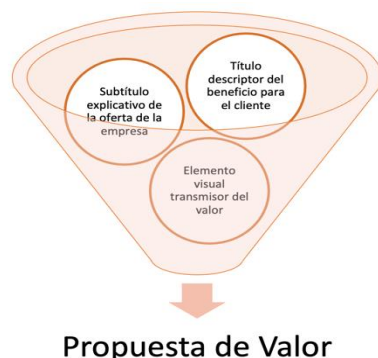 Título
descriptor del
beneficio para
el cliente
Subtítulo
explicativo de
la oferta de la
empresa
Elemento
visual
transmisor del
valor
Propuesta de Valor